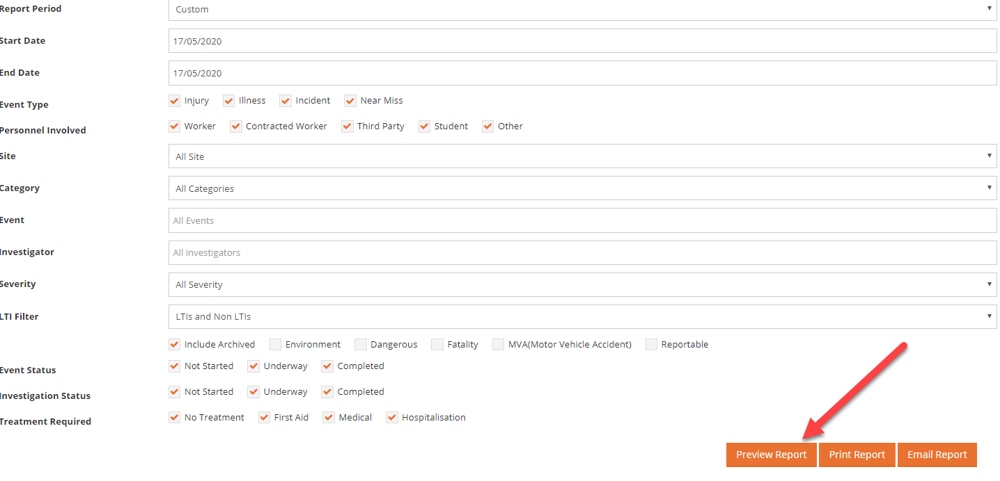 Report Period Custom
Start Date 17/05/2020
End Date 17/05/2020
Event Type Injury Illness Incident Near Miss
Personnel Involved Worker Contracted Worker Third Party Student Other
Site All Site
Category All Categories
Event All Events
Investigator All investigators
Severity All Severity
LTI Filter LTIs and Non LTIs
Include Archived Environment Dangerous Fatality MVA(Motor Vehicle Accident) Reportable
Event Status Not Started Underway Completed
Investigation Status Not Started Underway Completed
Treatment Required No Treatment First Aid Medical Hospitalisation
Preview Report Print Report Email Report